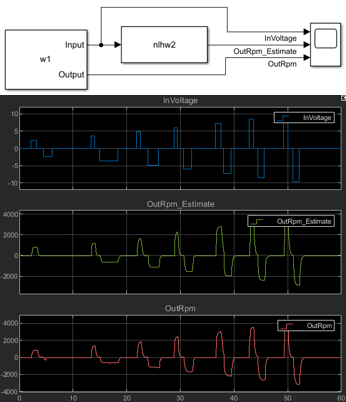 Input
w1
Output
nlhw2
InVoltage
OutRpm_Estimate
OutRpm
InVoltage
InVoltage
10
5
0
-5
-10
OutRpm_Estimate
OutRpm_Estimate
4000
2000
0
-2000
OutRpm
OutRpm
4000
2000
0
-2000
-4000
0 10 20 30 40 50 60